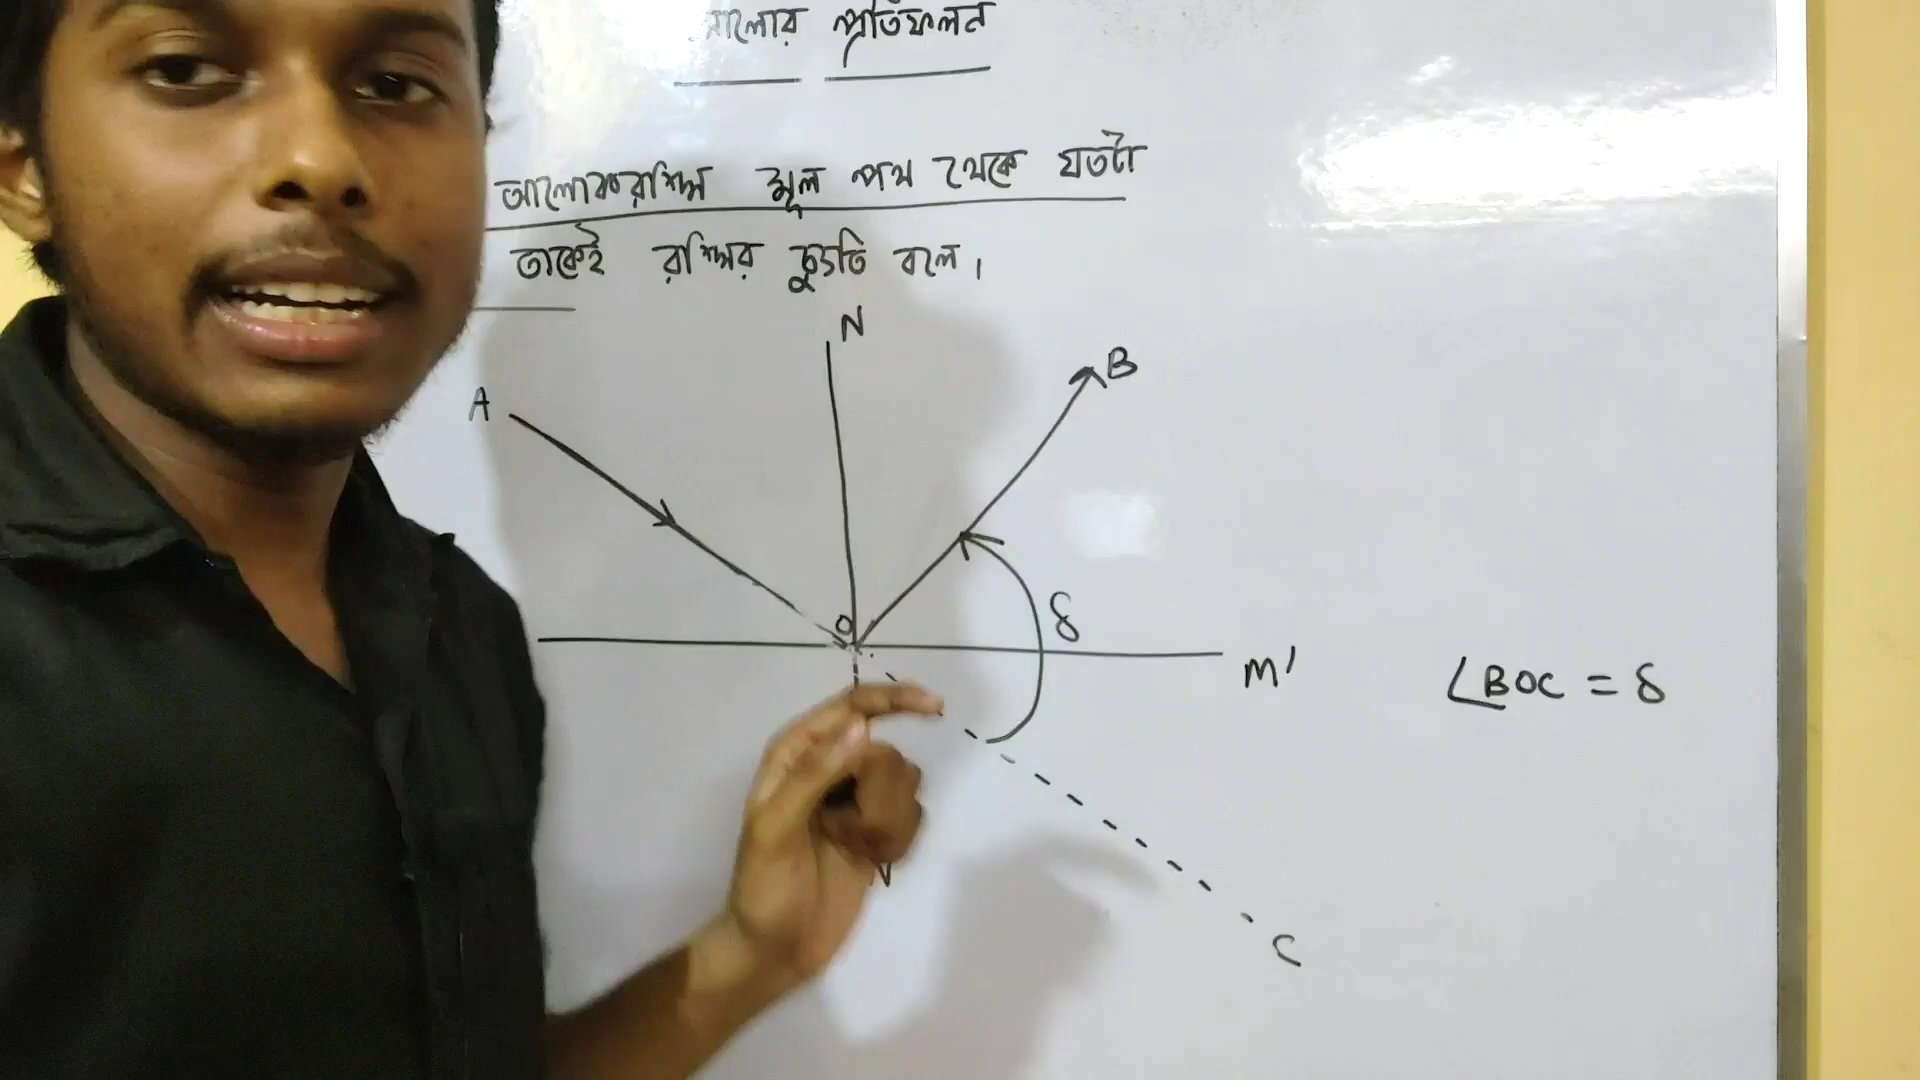 আলোর প্রতিফলন
আলোকরশ্মি মূল পথ থেকে যতটা
তাকেই রশ্মির চ্যুতি বলে।
N
B
A
O
δ
M'
∠BOC = δ
N
C